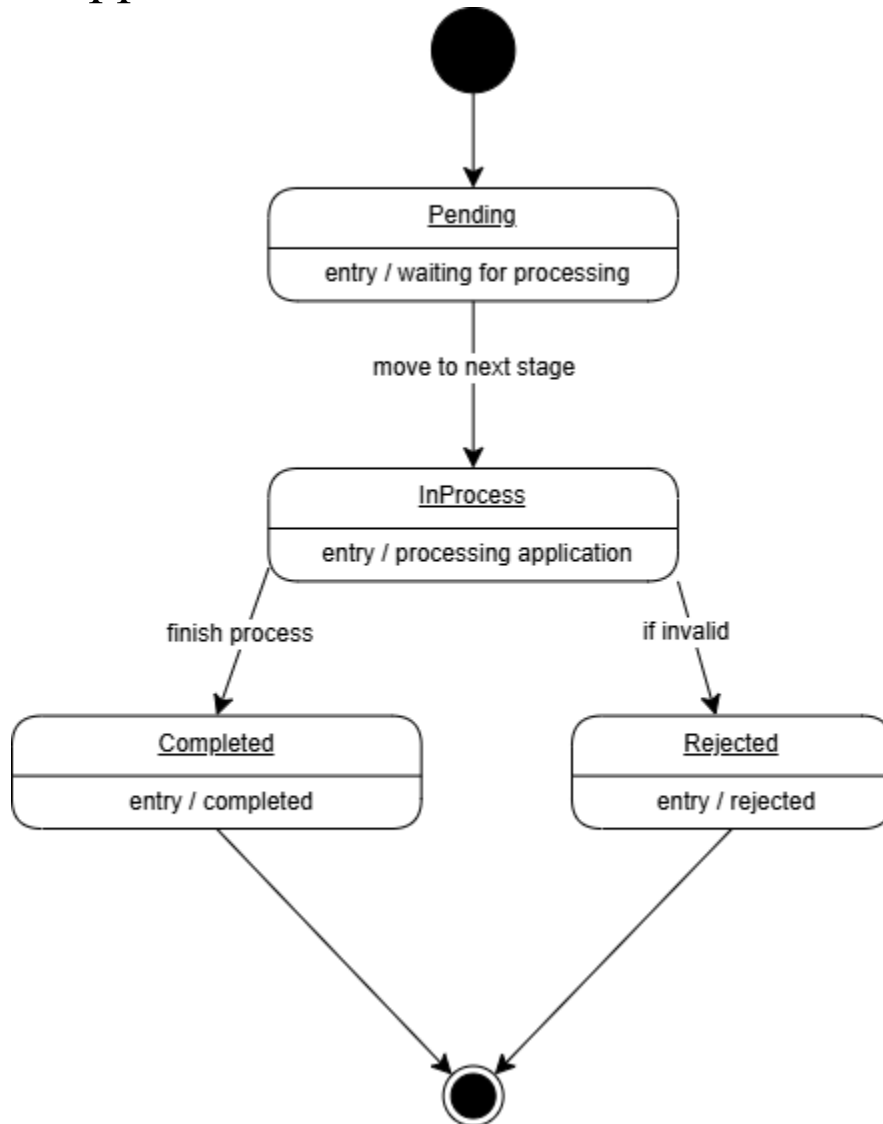 Pending
entry / waiting for processing
move to next stage
InProcess
entry / processing application
finish process
if invalid
Completed
entry / completed
Rejected
entry / rejected